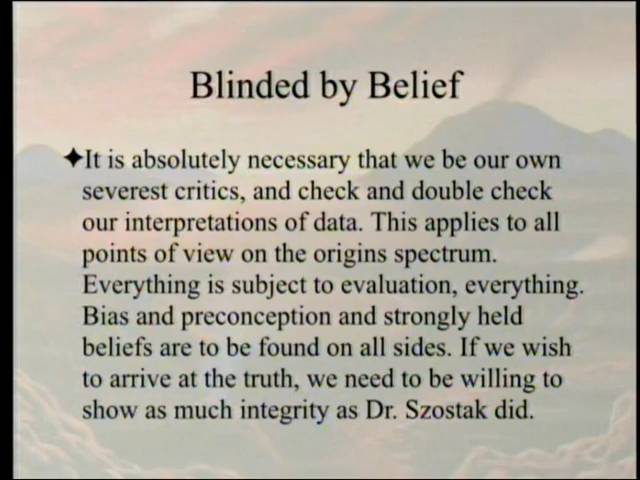 Blinded by Belief
✦It is absolutely necessary that we be our own
severest critics, and check and double check
our interpretations of data. This applies to all
points of view on the origins spectrum.
Everything is subject to evaluation, everything.
Bias and preconception and strongly held
beliefs are to be found on all sides. If we wish
to arrive at the truth, we need to be willing to
show as much integrity as Dr. Szostak did.